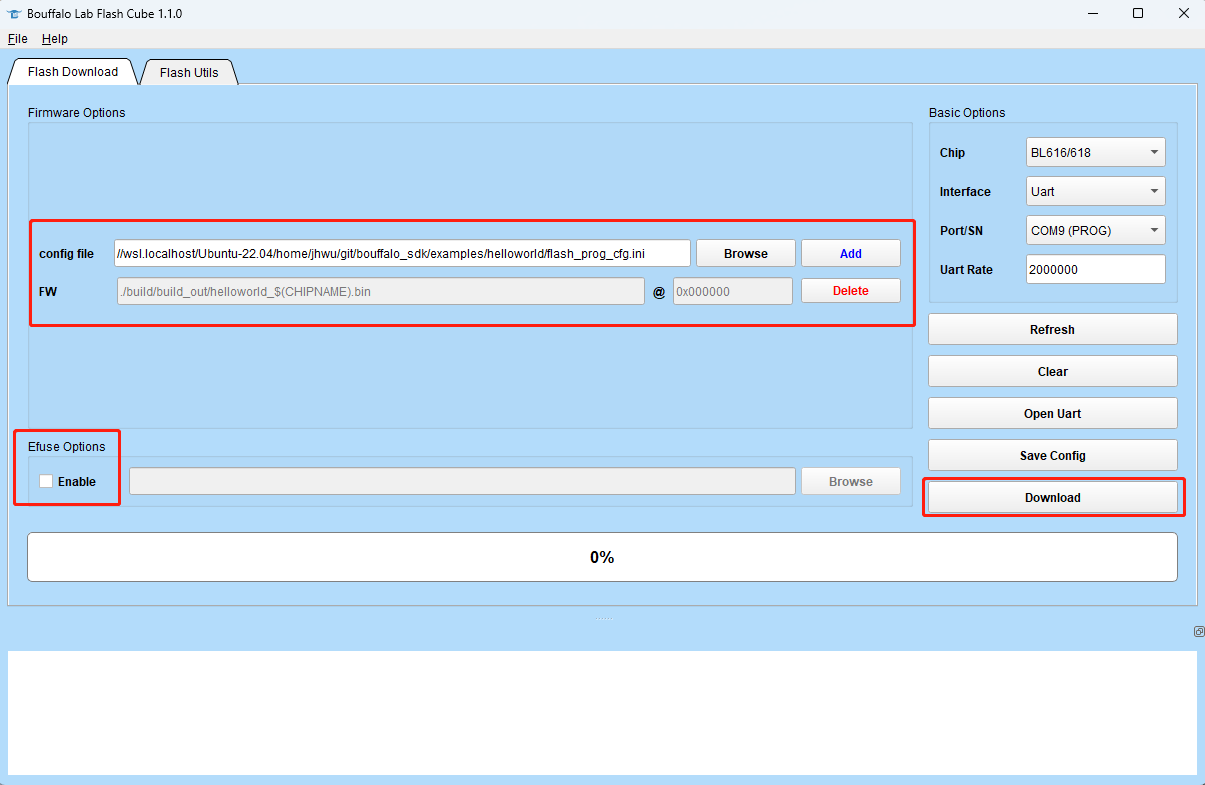 Bouffalo Lab Flash Cube 1.1.0
File Help
Flash Download Flash Utils
Firmware Options
config file //wsl.localhost/Ubuntu-22.04/home/jhwu/git/bouffalo_sdk/examples/helloworld/flash_prog_cfg.ini Browse Add
FW ./build/build_out/helloworld_$(CHIPNAME).bin @ 0x000000 Delete
Efuse Options
Enable Browse
Basic Options
Chip BL616/618
Interface Uart
Port/SN COM9 (PROG)
Uart Rate 2000000
Refresh
Clear
Open Uart
Save Config
Download
0%